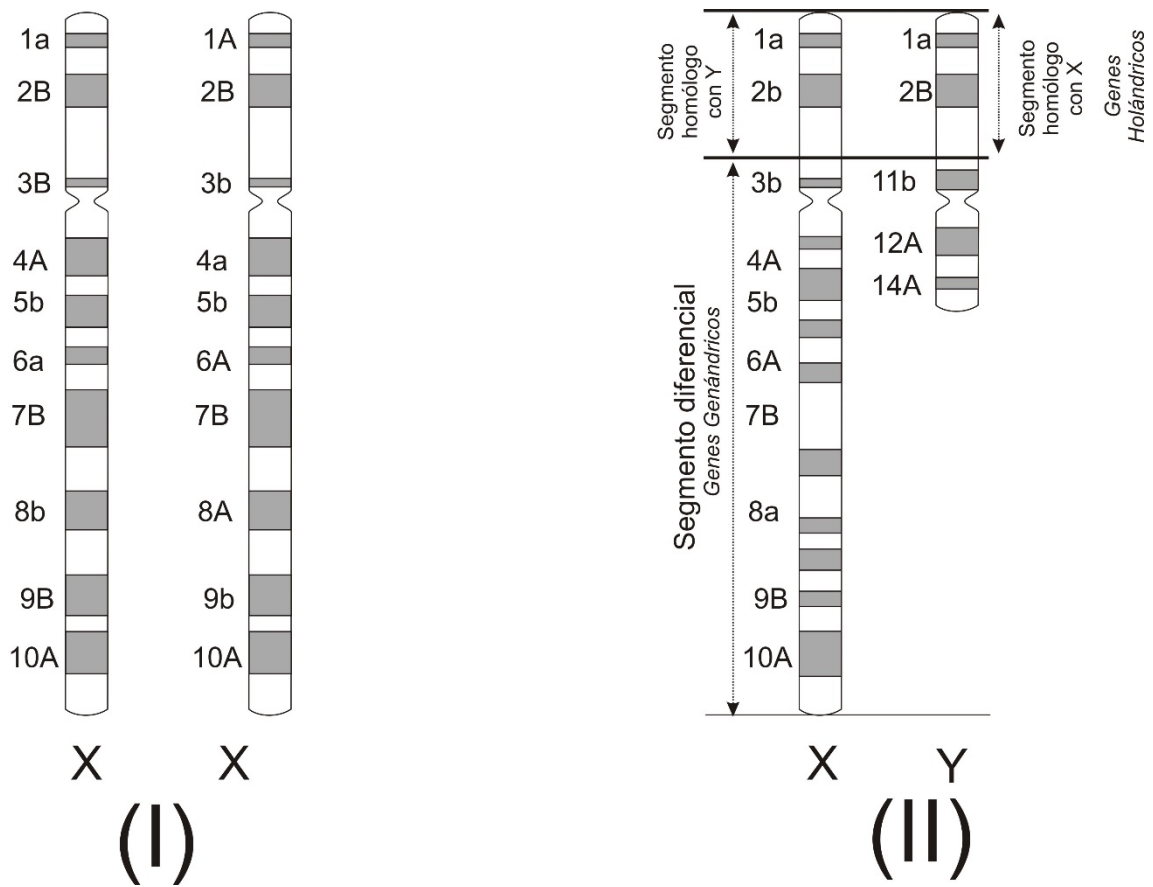 1a
2B
3B
4A
5b
6a
7B
8b
9B
10A
X
1A
2B
3b
4a
5b
6A
7B
8A
9b
10A
X
(I)
Segmento
homólogo
con Y
Segmento diferencial
Genes Genándricos
1a
2b
3b
4A
5b
6A
7B
8a
9B
10A
X
1a
2B
11b
12A
14A
Y
Segmento
homólogo
con X
Genes
Holándricos
(II)